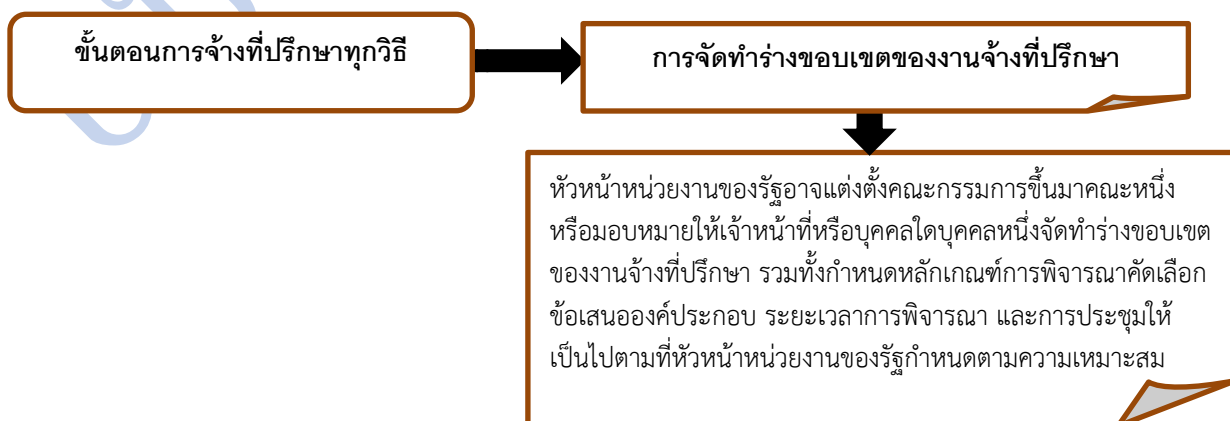 ขั้นตอนการจ้างที่ปรึกษาทุกวิธี
การจัดทำร่างขอบเขตของงานจ้างที่ปรึกษา
หัวหน้าหน่วยงานของรัฐอาจแต่งตั้งคณะกรรมการขึ้นมาคณะหนึ่ง
หรือมอบหมายให้เจ้าหน้าที่หรือบุคคลใดบุคคลหนึ่งจัดทำร่างขอบเขต
ของงานจ้างที่ปรึกษา รวมทั้งกำหนดหลักเกณฑ์การพิจารณาคัดเลือก
ข้อเสนอองค์ประกอบ ระยะเวลาการพิจารณา และการประชุมให้
เป็นไปตามที่หัวหน้าหน่วยงานของรัฐกำหนดตามความเหมาะสม